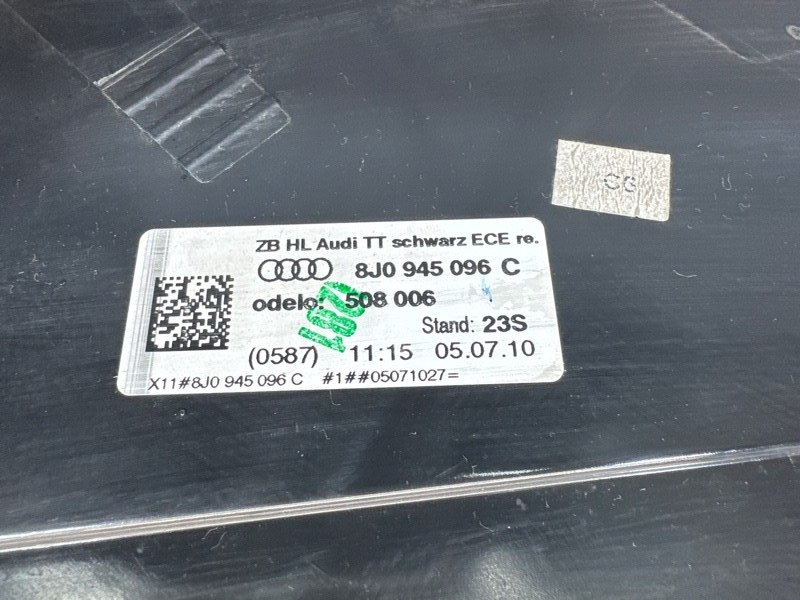 ZB HL Audi TT schwarz ECE re.
8J0 945 096 C
odelo: 508 006
Stand: 23S
(0587) 11:15 05.07.10
X11#8J0 945 096 C #1##05071027=